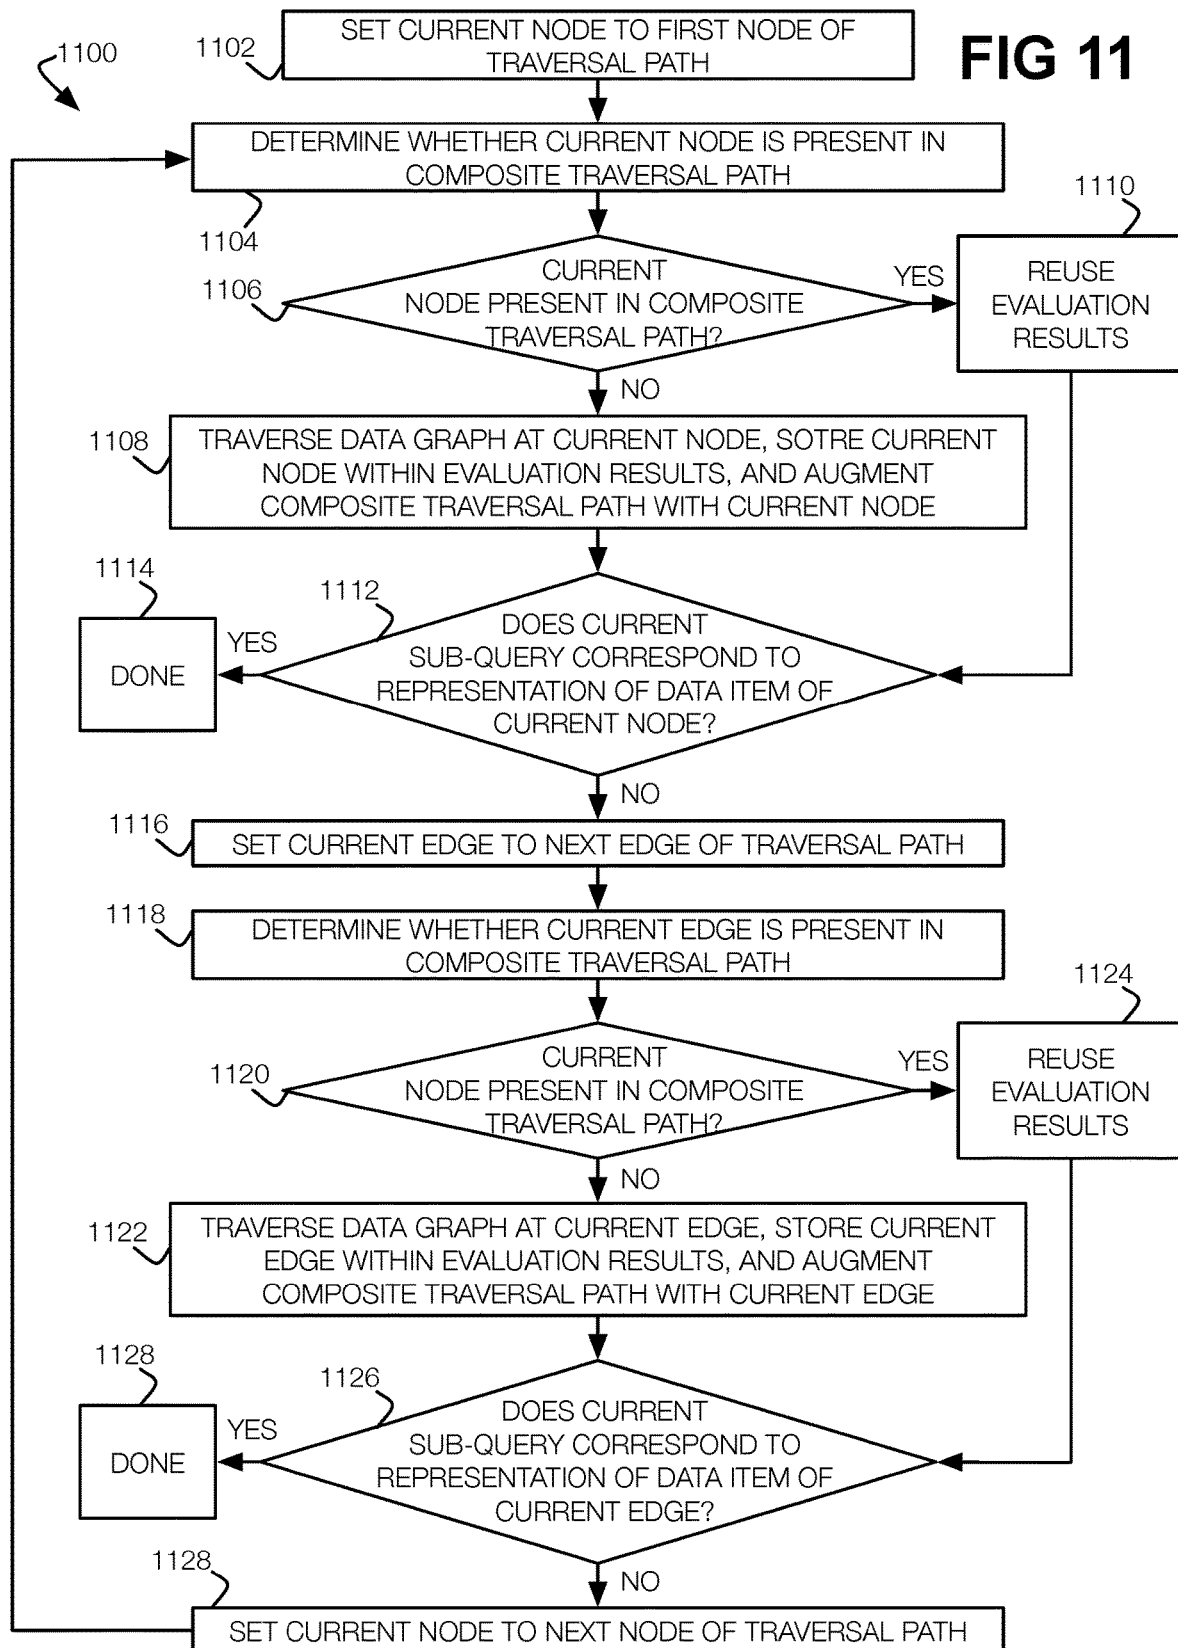 FIG 11
1100
1102
SET CURRENT NODE TO FIRST NODE OF
TRAVERSAL PATH
DETERMINE WHETHER CURRENT NODE IS PRESENT IN
COMPOSITE TRAVERSAL PATH
1104
1106
CURRENT
NODE PRESENT IN COMPOSITE
TRAVERSAL PATH?
YES
1110
REUSE
EVALUATION
RESULTS
NO
1108
TRAVERSE DATA GRAPH AT CURRENT NODE, SOTRE CURRENT
NODE WITHIN EVALUATION RESULTS, AND AUGMENT
COMPOSITE TRAVERSAL PATH WITH CURRENT NODE
1112
DOES CURRENT
SUB-QUERY CORRESPOND TO
REPRESENTATION OF DATA ITEM OF
CURRENT NODE?
YES
1114
DONE
NO
1116
SET CURRENT EDGE TO NEXT EDGE OF TRAVERSAL PATH
1118
DETERMINE WHETHER CURRENT EDGE IS PRESENT IN
COMPOSITE TRAVERSAL PATH
1120
CURRENT
NODE PRESENT IN COMPOSITE
TRAVERSAL PATH?
YES
1124
REUSE
EVALUATION
RESULTS
NO
1122
TRAVERSE DATA GRAPH AT CURRENT EDGE, STORE CURRENT
EDGE WITHIN EVALUATION RESULTS, AND AUGMENT
COMPOSITE TRAVERSAL PATH WITH CURRENT EDGE
1126
DOES CURRENT
SUB-QUERY CORRESPOND TO
REPRESENTATION OF DATA ITEM OF
CURRENT EDGE?
YES
1128
DONE
NO
1128
SET CURRENT NODE TO NEXT NODE OF TRAVERSAL PATH